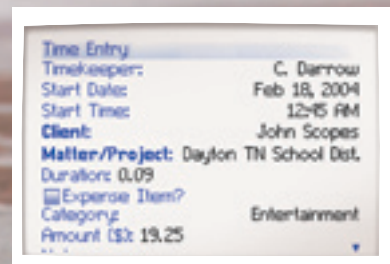 Time Entry
Timekeeper: C. Darrow
Start Date: Feb 18, 2004
Start Time: 12:45 AM
Client: John Scopes
Matter/Project: Dayton TN School Dist.
Duration: 0.09
Expense Item?
Category: Entertainment
Amount ($): 19.25